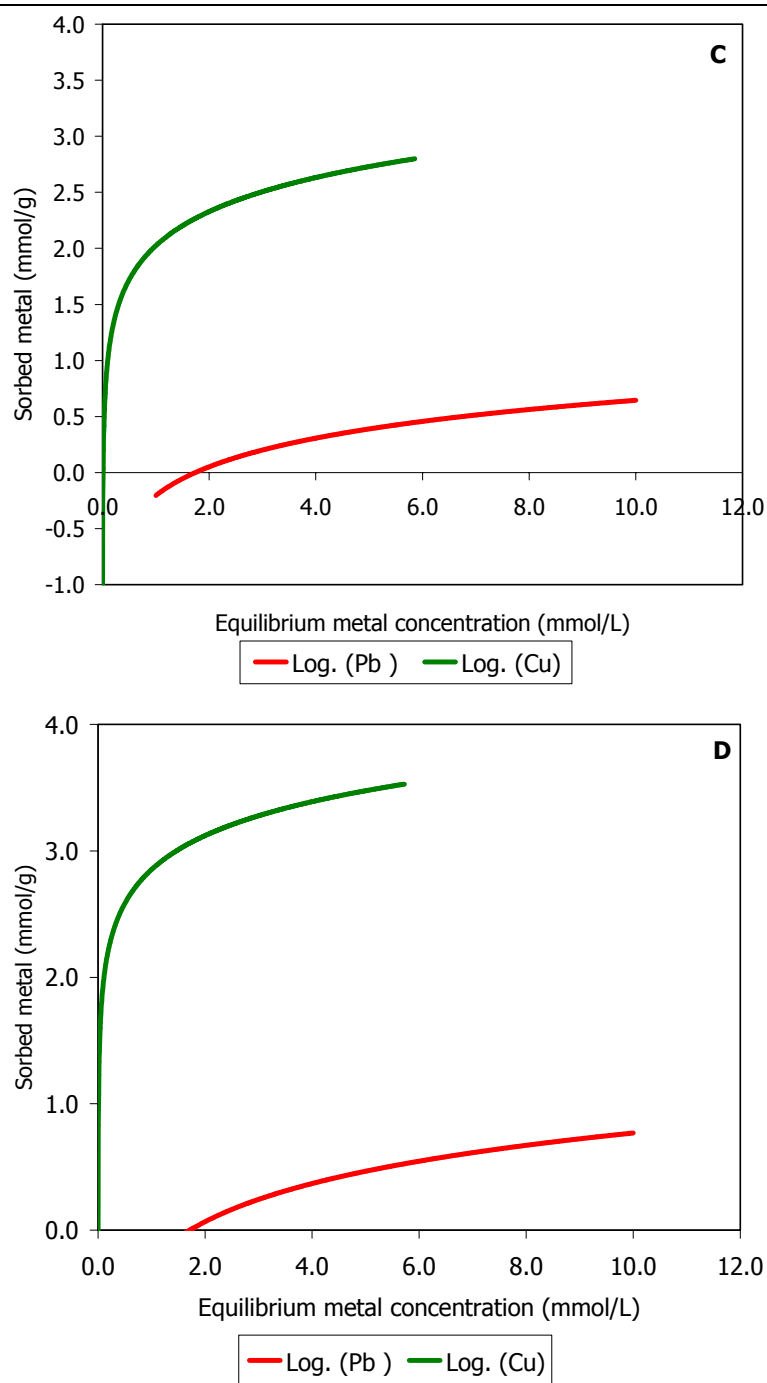 C
4.0
3.5
3.0
2.5
2.0
1.5
1.0
0.5
0.0
-0.5
-1.0
0.0 2.0 4.0 6.0 8.0 10.0 12.0
Sorbed metal (mmol/g)
Equilibrium metal concentration (mmol/L)
Log. (Pb ) Log. (Cu)
D
4.0
3.0
2.0
1.0
0.0
0.0 2.0 4.0 6.0 8.0 10.0 12.0
Sorbed metal (mmol/g)
Equilibrium metal concentration (mmol/L)
Log. (Pb ) Log. (Cu)